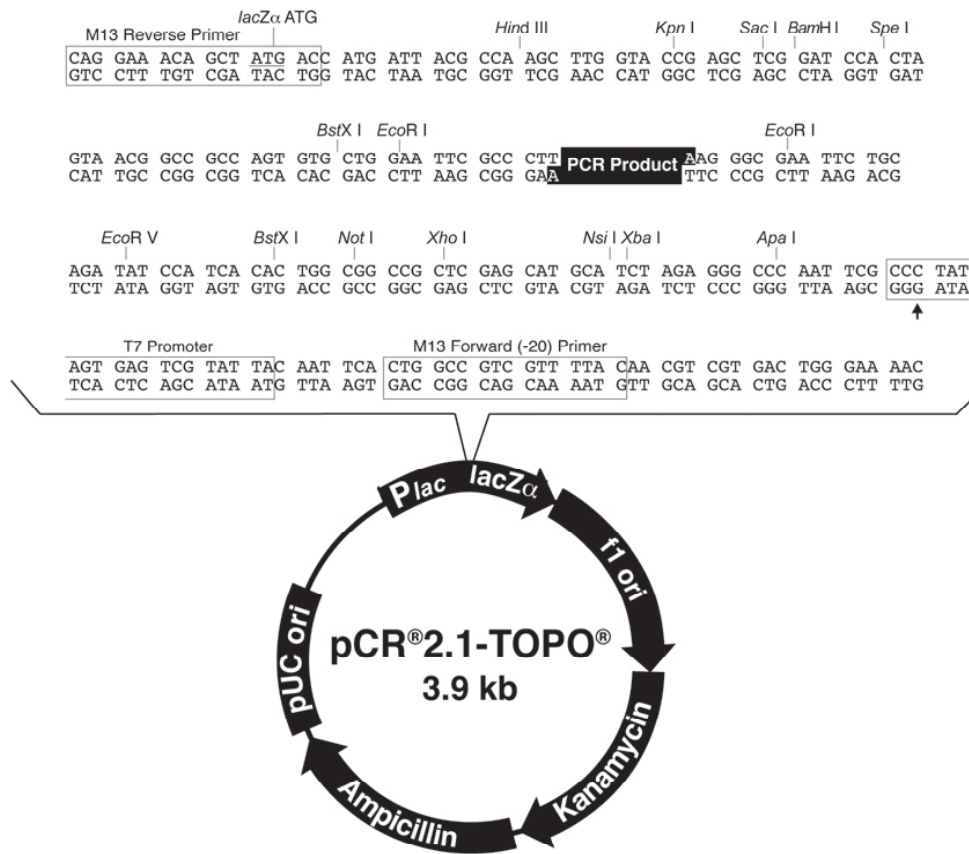 lacZα ATG
M13 Reverse Primer Hind III Kpn I Sac I BamH I Spe I
CAG GAA ACA GCT ATG ACC ATG ATT ACG CCA AGC TTG GTA CCG AGC TCG GAT CCA CTA
GTC CTT TGT CGA TAC TGG TAC TAA TGC GGT TCG AAC CAT GGC TCG AGC CTA GGT GAT
BstX I EcoR I EcoR I
GTA ACG GCC GCC AGT GTG CTG GAA TTC GCC CTT PCR Product AAG GGC GAA TTC TGC
CAT TGC CGG CGG TCA CAC GAC CTT AAG CGG GAA TTC CCG CTT AAG ACG
EcoR V BstX I Not I Xho I Nsi I Xba I Apa I
AGA TAT CCA TCA CAC TGG CGG CCG CTC GAG CAT GCA TCT AGA GGG CCC AAT TCG CCC TAT
TCT ATA GGT AGT GTG ACC GCC GGC GAG CTC GTA CGT AGA TCT CCC GGG TTA AGC GGG ATA
T7 Promoter M13 Forward (-20) Primer
AGT GAG TCG TAT TAC AAT TCA CTG GCC GTC GTT TTA CAA CGT CGT GAC TGG GAA AAC
TCA CTC AGC ATA ATG TTA AGT GAC CGG CAG CAA AAT GTT GCA GCA CTG ACC CTT TTG
Plac lacZα
f1 ori
pUC ori
pCR®2.1-TOPO®
3.9 kb
Kanamycin
Ampicillin